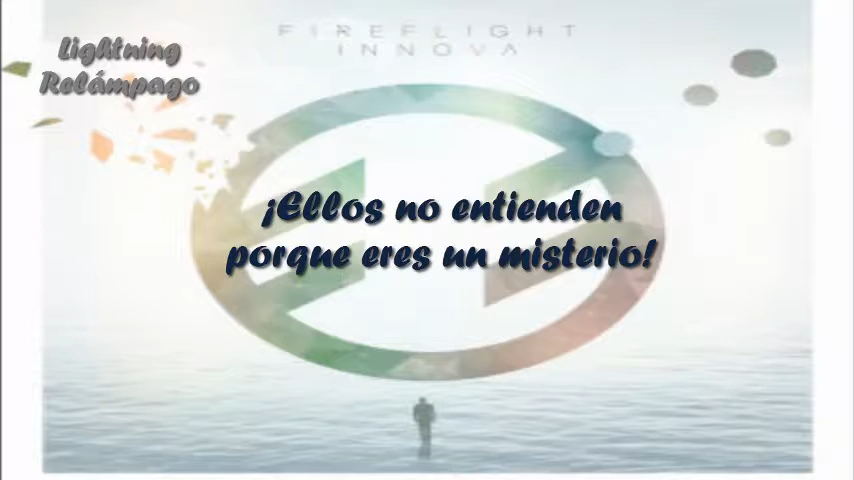 FIREFLIGHT
INNOVA
Lightning
Relámpago
¡Ellos no entienden
porque eres un misterio!